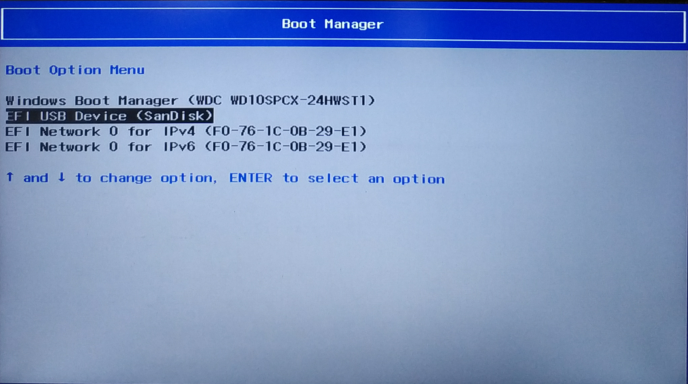 Boot Manager
Boot Option Menu
Windows Boot Manager (WDC WD10SPCX-24HWST1)
EFI USB Device (SanDisk)
EFI Network 0 for IPv4 (F0-76-1C-0B-29-E1)
EFI Network 0 for IPv6 (F0-76-1C-0B-29-E1)
↑ and ↓ to change option, ENTER to select an option